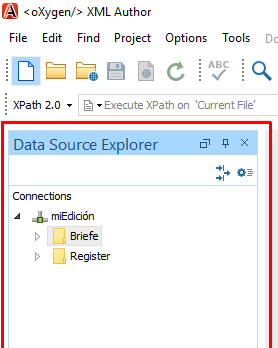 <oXygen/> XML Author
File Edit Find Project Options Tools Do
ABC
XPath 2.0 Execute XPath on 'Current File'
Data Source Explorer
Connections
miEdición
Briefe
Register